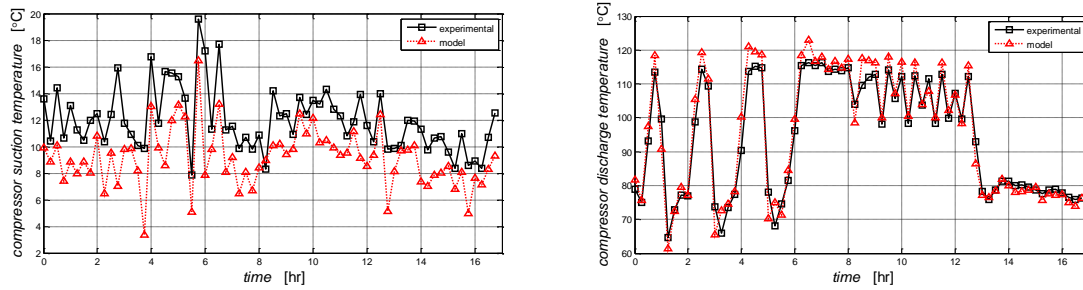 [°C]
compressor suction temperature
20
18
16
14
12
10
8
6
4
2
experimental
model
0 2 4 6 8 10 12 14 16
time [hr]
[°C]
compressor discharge temperature
130
120
110
100
90
80
70
60
experimental
model
0 2 4 6 8 10 12 14 16
time [hr]